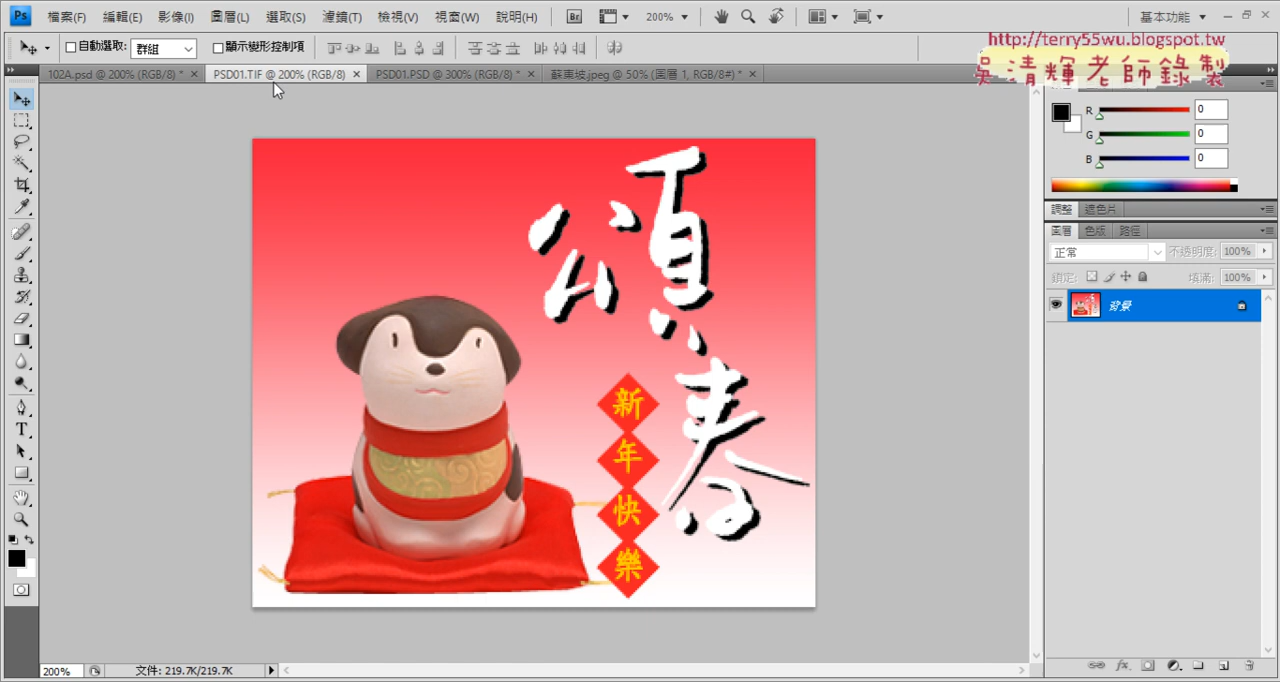 Ps 檔案(F) 編輯(E) 影像(I) 圖層(L) 選取(S) 濾鏡(T) 檢視(V) 視窗(W) 說明(H) Br 200% 基本功能
自動選取: 群組 顯示變形控制項
http://terry55wu.blogspot.tw
吳清輝老師錄製
102A.psd @ 200% (RGB/8) * × PSD01.TIF @ 200% (RGB/8) × PSD01.PSD @ 300% (RGB/8) * × 蘇東坡.jpeg @ 50% (圖層 1, RGB/8#) * ×
R 0
G 0
B 0
調整 遮色片
圖層 色版 路徑
正常 不透明度: 100%
鎖定: 填滿: 100%
背景
頌春
新年快樂
T
200% 文件: 219.7K/219.7K
fx